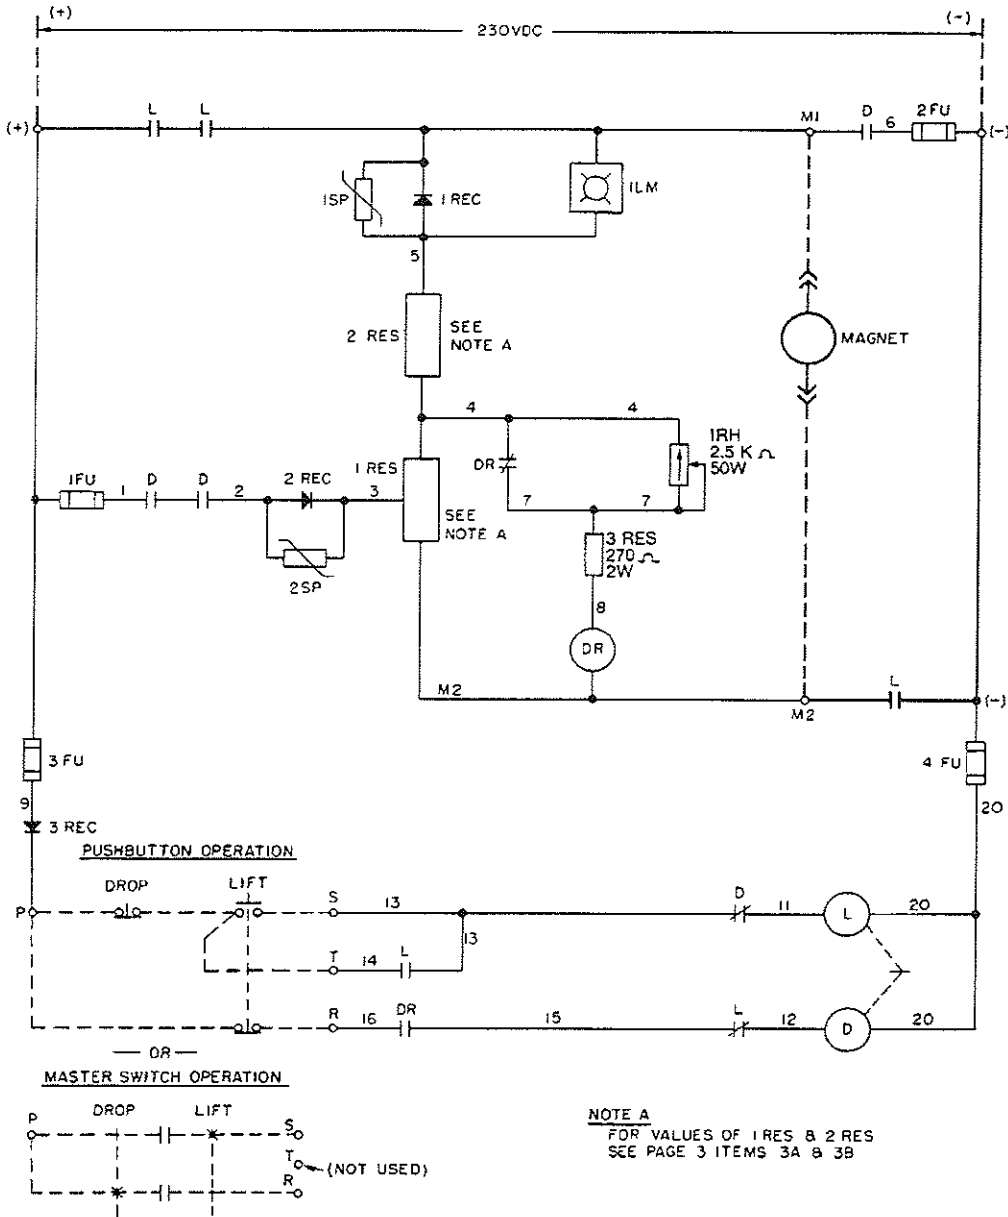 (+)
(-)
230VDC
(+)
L
L
M1
D
6
2FU
(-)
1SP
1 REC
1LM
5
2 RES
SEE
NOTE A
MAGNET
4
4
DR
1RH
2.5 K Ω
50W
1FU
1
D
D
2
2 REC
3
1 RES
SEE
NOTE A
7
7
2SP
3 RES
270 Ω
2W
8
DR
M2
M2
L
(-)
3 FU
4 FU
9
20
3 REC
PUSHBUTTON OPERATION
DROP
LIFT
P
S
13
D
11
L
20
13
T
14
L
R
16
DR
15
L
12
D
20
— OR —
MASTER SWITCH OPERATION
P
DROP
LIFT
S
T
(NOT USED)
R
NOTE A
FOR VALUES OF 1 RES & 2 RES
SEE PAGE 3 ITEMS 3A & 3B